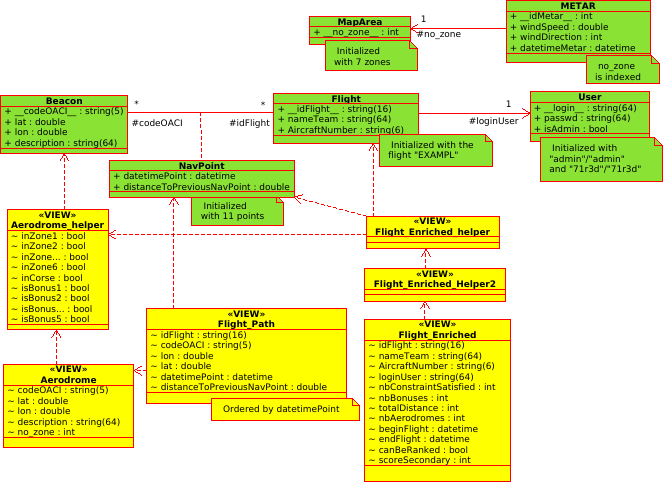 MapArea
+ __no_zone__ : int
Initialized
with 7 zones
1
#no_zone
METAR
+ __idMetar__ : int
+ windSpeed : double
+ windDirection : int
+ datetimeMetar : datetime
no_zone
is indexed
Beacon
+ __codeOACI__ : string(5)
+ lat : double
+ lon : double
+ description : string(64)
*
#codeOACI
*
#idFlight
Flight
+ __idFlight__ : string(16)
+ nameTeam : string(64)
+ AircraftNumber : string(6)
Initialized with the
flight "EXAMPL"
1
#loginUser
User
+ __login__ : string(64)
+ passwd : string(64)
+ isAdmin : bool
Initialized with
"admin"/"admin"
and "71r3d"/"71r3d"
NavPoint
+ datetimePoint : datetime
+ distanceToPreviousNavPoint : double
Initialized
with 11 points
«VIEW»
Aerodrome_helper
~ inZone1 : bool
~ inZone2 : bool
~ inZone... : bool
~ inZone6 : bool
~ inCorse : bool
~ isBonus1 : bool
~ isBonus2 : bool
~ isBonus... : bool
~ isBonus5 : bool
«VIEW»
Flight_Enriched_helper
«VIEW»
Flight_Enriched_Helper2
«VIEW»
Flight_Path
~ idFlight : string(16)
~ codeOACI : string(5)
~ lon : double
~ lat : double
~ datetimePoint : datetime
~ distanceToPreviousNavPoint : double
Ordered by datetimePoint
«VIEW»
Flight_Enriched
~ idFlight : string(16)
~ nameTeam : string(64)
~ AircraftNumber : string(6)
~ loginUser : string(64)
~ nbConstraintSatisfied : int
~ nbBonuses : int
~ totalDistance : int
~ nbAerodromes : int
~ beginFlight : datetime
~ endFlight : datetime
~ canBeRanked : bool
~ scoreSecondary : int
«VIEW»
Aerodrome
~ codeOACI : string(5)
~ lat : double
~ lon : double
~ description : string(64)
~ no_zone : int